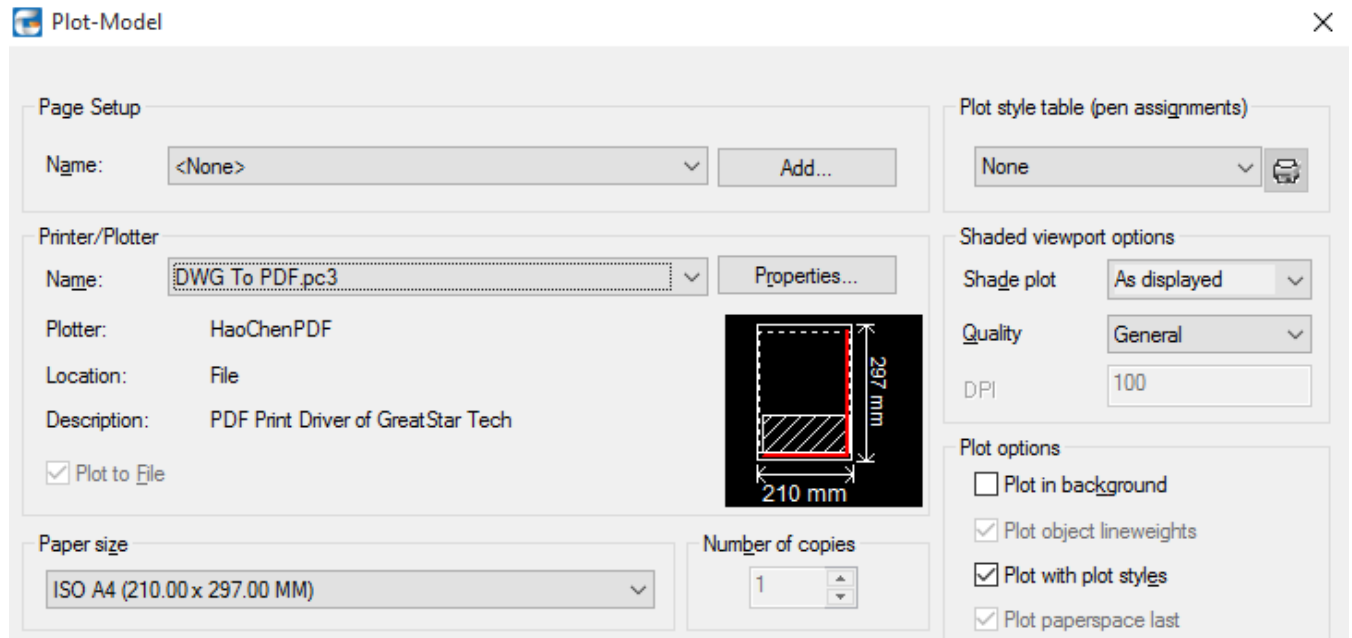 Plot-Model
Page Setup
Name: <None> Add...
Plot style table (pen assignments)
None
Printer/Plotter
Name: DWG To PDF.pc3 Properties...
Plotter: HaoChenPDF
Location: File
Description: PDF Print Driver of GreatStar Tech
Plot to File
297 mm
210 mm
Shaded viewport options
Shade plot As displayed
Quality General
DPI 100
Paper size
ISO A4 (210.00 x 297.00 MM)
Number of copies
1
Plot options
Plot in background
Plot object lineweights
Plot with plot styles
Plot paperspace last